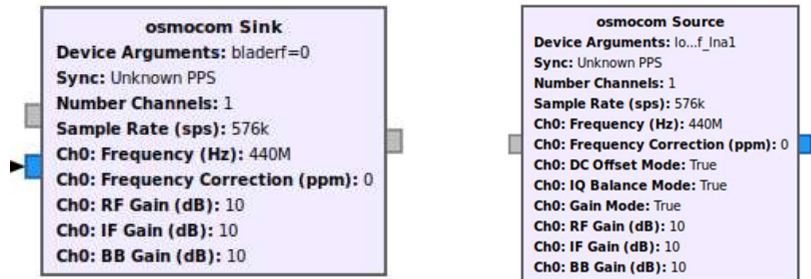 osmocom Sink
Device Arguments: bladerf=0
Sync: Unknown PPS
Number Channels: 1
Sample Rate (sps): 576k
Ch0: Frequency (Hz): 440M
Ch0: Frequency Correction (ppm): 0
Ch0: RF Gain (dB): 10
Ch0: IF Gain (dB): 10
Ch0: BB Gain (dB): 10
osmocom Source
Device Arguments: lo...f_lna1
Sync: Unknown PPS
Number Channels: 1
Sample Rate (sps): 576k
Ch0: Frequency (Hz): 440M
Ch0: Frequency Correction (ppm): 0
Ch0: DC Offset Mode: True
Ch0: IQ Balance Mode: True
Ch0: Gain Mode: True
Ch0: RF Gain (dB): 10
Ch0: IF Gain (dB): 10
Ch0: BB Gain (dB): 10